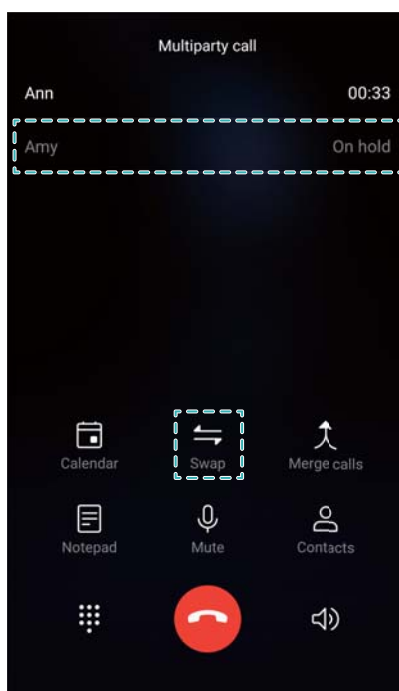 Multiparty call
Ann 00:33
Amy On hold
Calendar Swap Merge calls
Notepad Mute Contacts